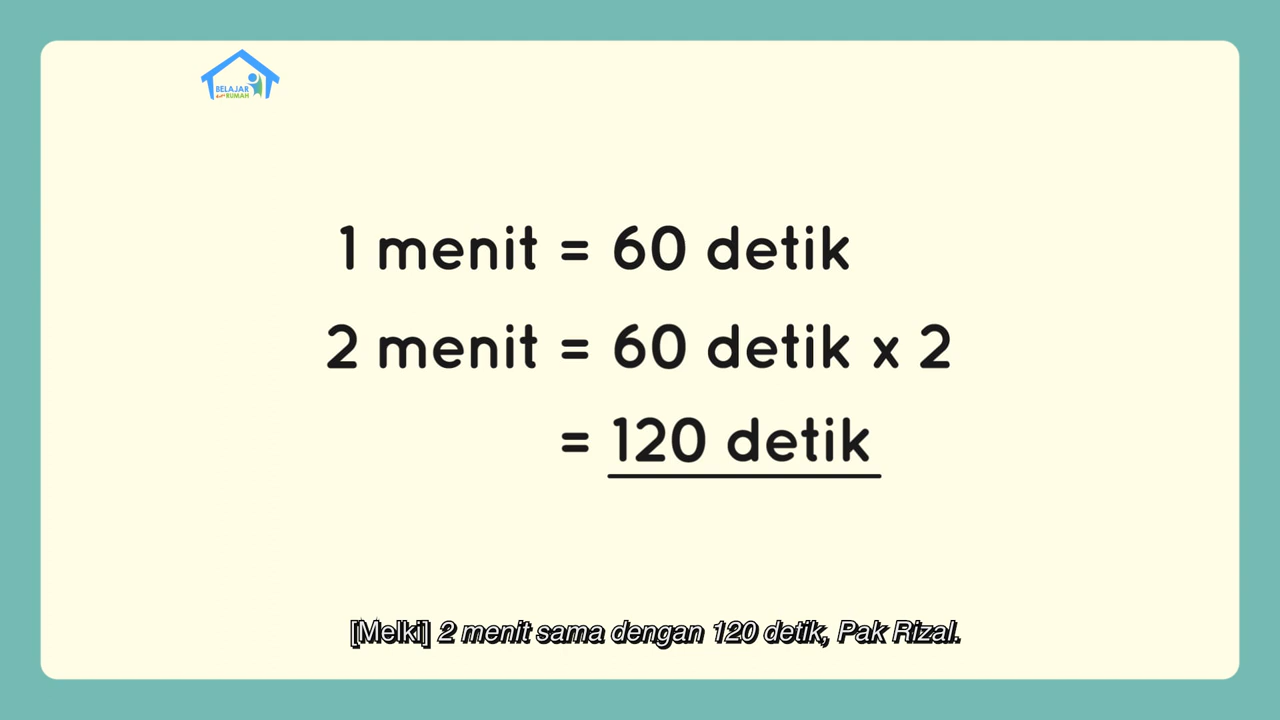 BELAJAR
dari RUMAH
1 menit = 60 detik
2 menit = 60 detik x 2
= 120 detik
[Melki] 2 menit sama dengan 120 detik, Pak Rizal.